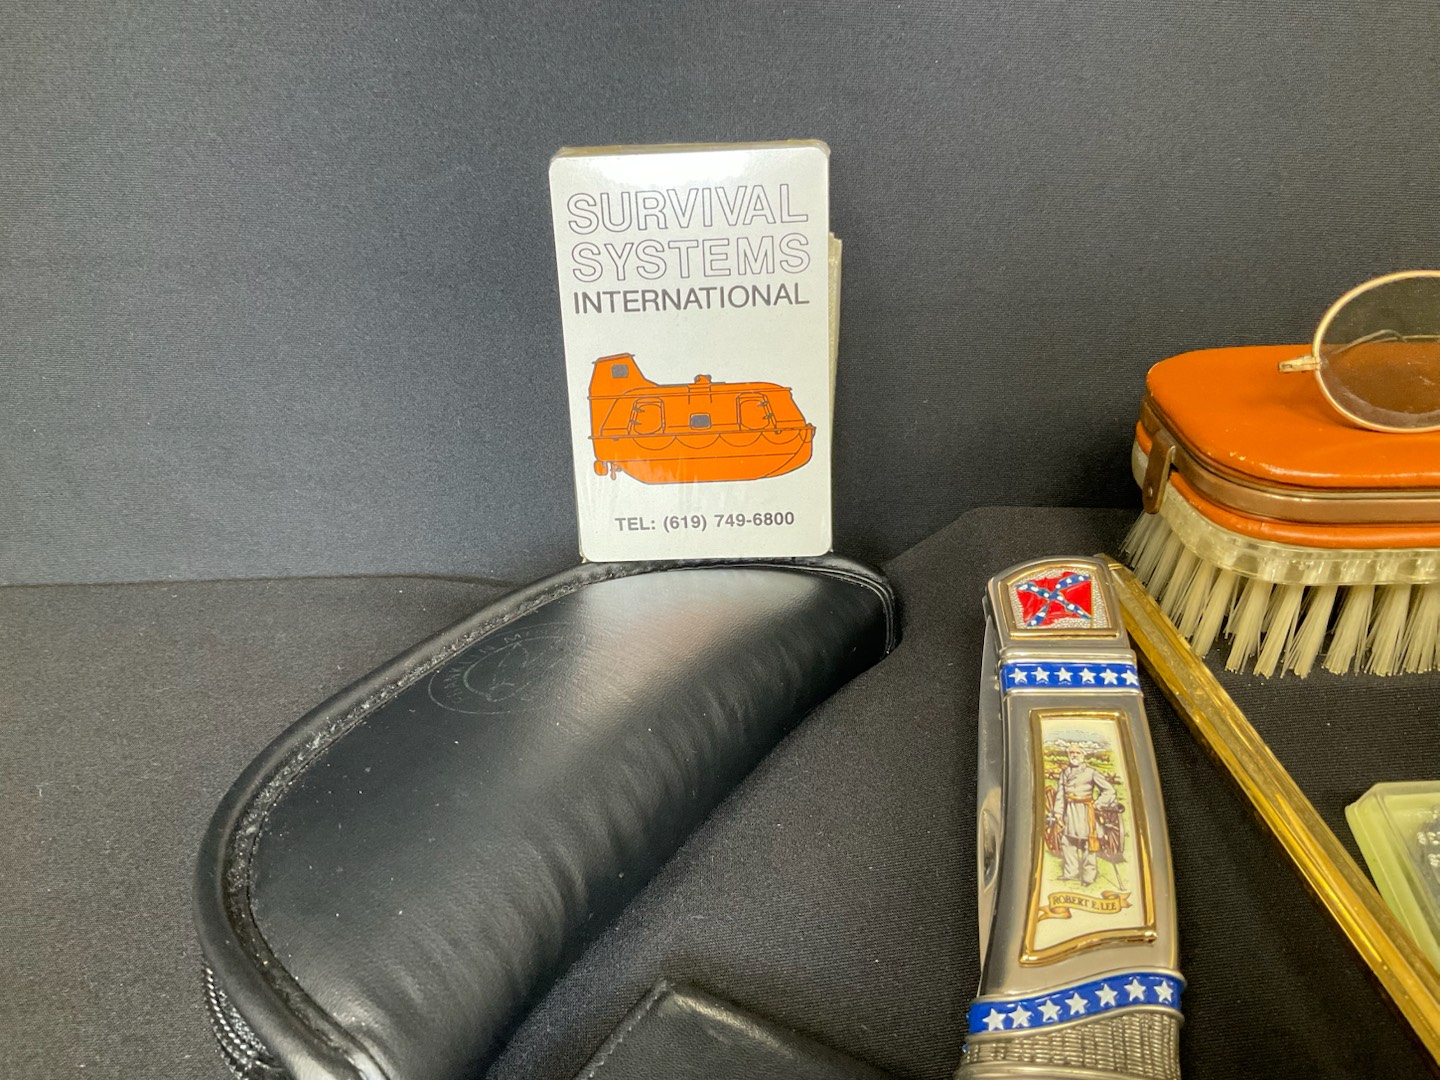 SURVIVAL
SYSTEMS
INTERNATIONAL
TEL: (619) 749-6800
ROBERT E. LEE